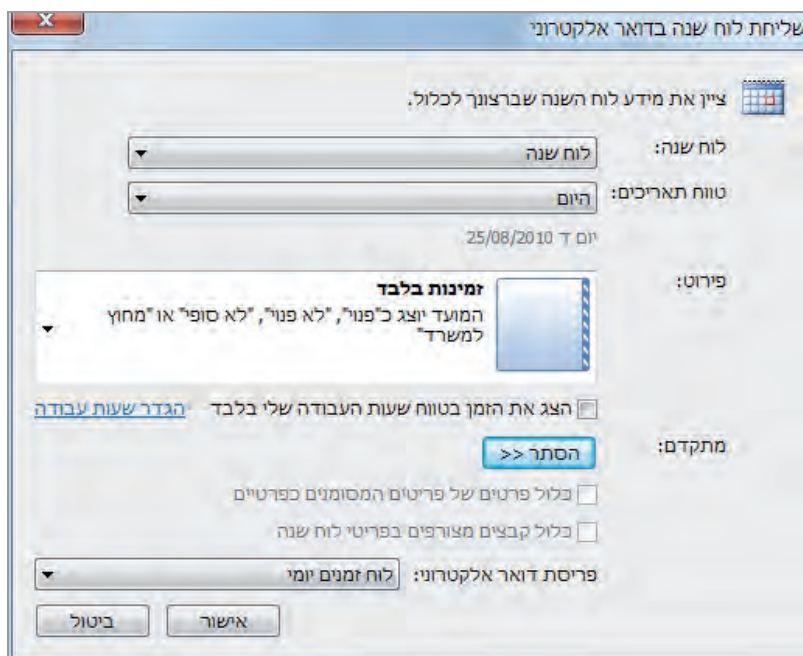 שליחת לוח שנה בדואר אלקטרוני
ציין את מידע לוח השנה שברצונך לכלול.
לוח שנה: לוח שנה
טווח תאריכים: היום
יום ד 25/08/2010
פירוט: זמינות בלבד
המועד יוצג כ"פנוי", "לא פנוי", "לא סופי" או "מחוץ
למשרד"
הצג את הזמן בטווח שעות העבודה שלי בלבד הגדר שעות עבודה
מתקדם: הסתר <<
כלול פרטים של פריטים המסומנים כפרטיים
כלול קבצים מצורפים בפריטי לוח שנה
פריסת דואר אלקטרוני: לוח זמנים יומי
אישור ביטול